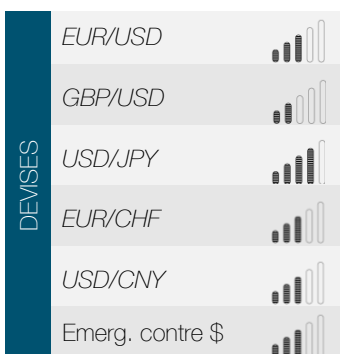 DEVISES
EUR/USD
GBP/USD
USD/JPY
EUR/CHF
USD/CNY
Emerg. contre $